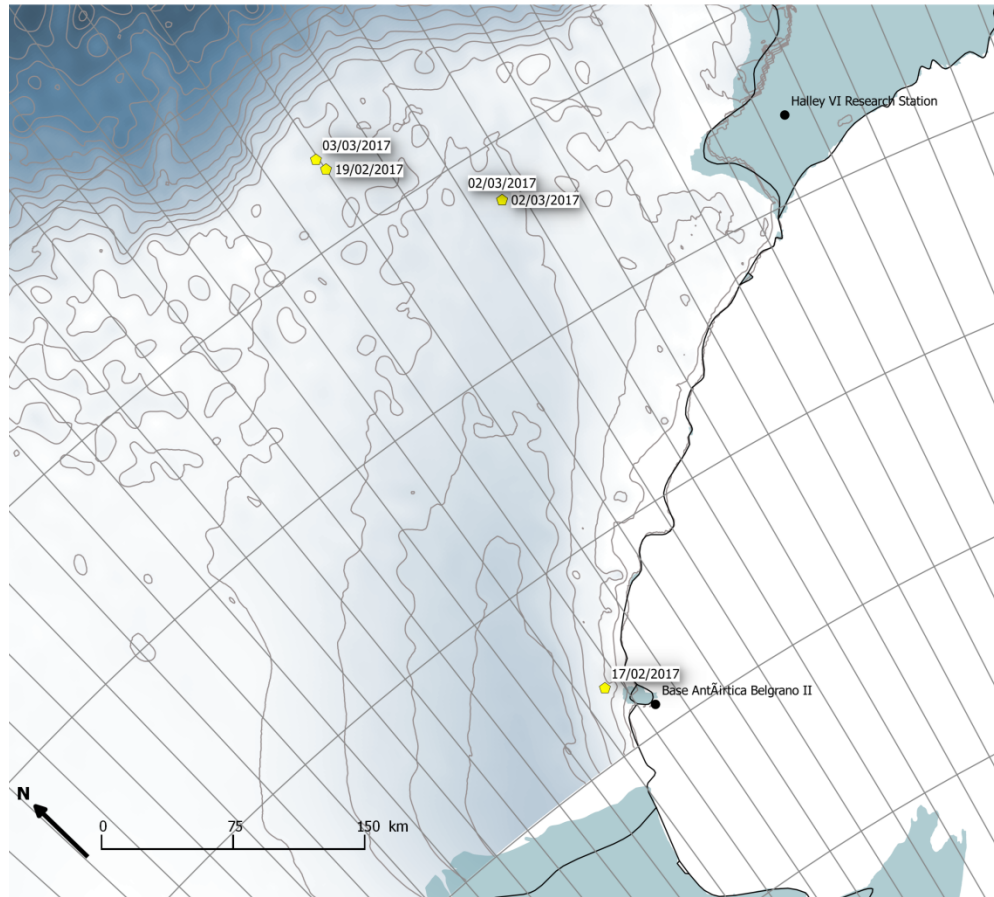 Halley VI Research Station
03/03/2017
19/02/2017
02/03/2017
02/03/2017
17/02/2017
Base AntÃirtica Belgrano II
N
0 75 150 km